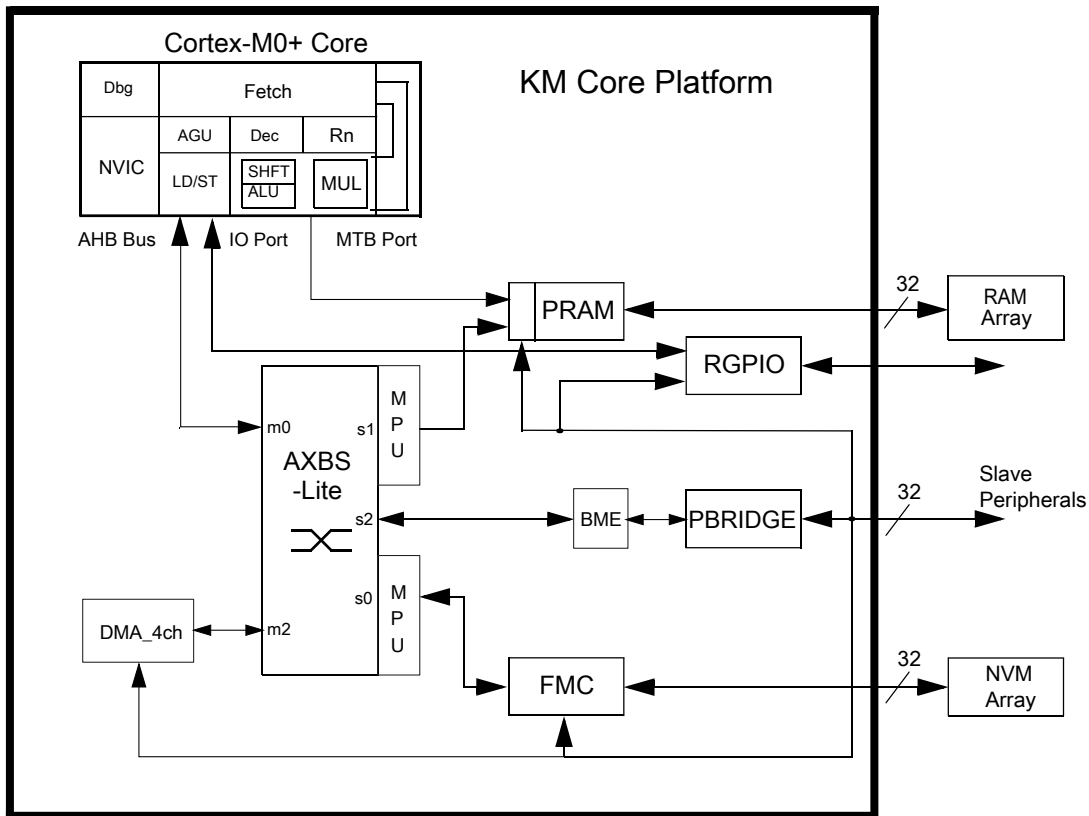 Cortex-M0+ Core
KM Core Platform
Dbg
Fetch
NVIC
AGU
Dec
Rn
LD/ST
SHFT
ALU
MUL
AHB Bus
IO Port
MTB Port
PRAM
32
RAM
Array
RGPIO
M
P
U
m0
s1
AXBS
-Lite
s2
BME
PBRIDGE
32
Slave
Peripherals
s0
M
P
U
DMA_4ch
m2
FMC
32
NVM
Array